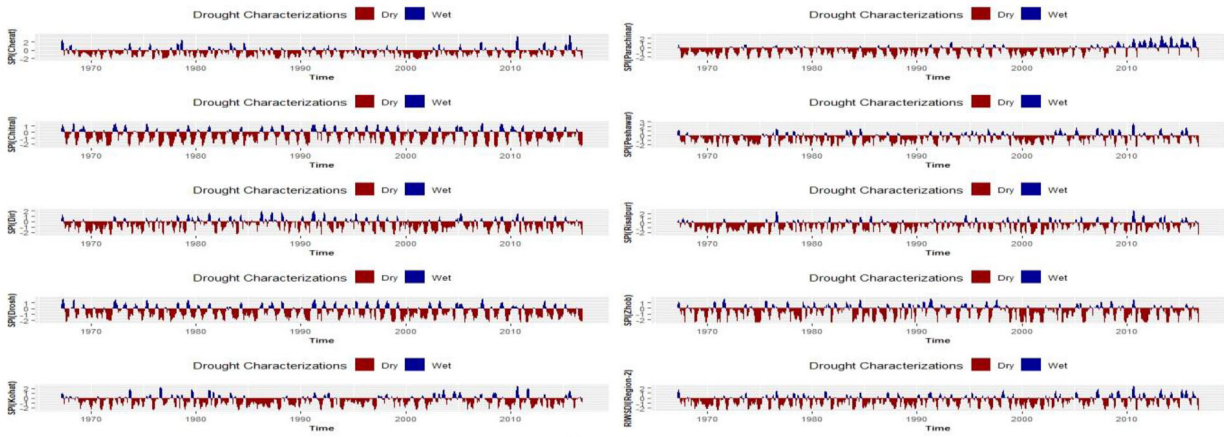 Drought Characterizations Dry Wet
SPI(Cherat)
2
0
-2
1970 1980 1990 2000 2010
Time
Drought Characterizations Dry Wet
SPI(Parachinar)
1970 1980 1990 2000 2010
Time
Drought Characterizations Dry Wet
SPI(Chitral)
1970 1980 1990 2000 2010
Time
Drought Characterizations Dry Wet
SPI(Peshawar)
1970 1980 1990 2000 2010
Time
Drought Characterizations Dry Wet
SPI(Dir)
1970 1980 1990 2000 2010
Time
Drought Characterizations Dry Wet
SPI(Risalpur)
1970 1980 1990 2000 2010
Time
Drought Characterizations Dry Wet
SPI(Drosh)
1970 1980 1990 2000 2010
Time
Drought Characterizations Dry Wet
SPI(Zhob)
1970 1980 1990 2000 2010
Time
Drought Characterizations Dry Wet
SPI(Kohat)
1970 1980 1990 2000 2010
Time
Drought Characterizations Dry Wet
RIWSDI(Region-2)
1970 1980 1990 2000 2010
Time